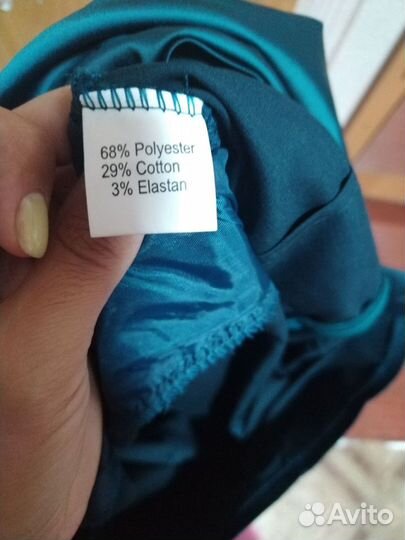 68% Polyester
29% Cotton
3% Elastan
Avito